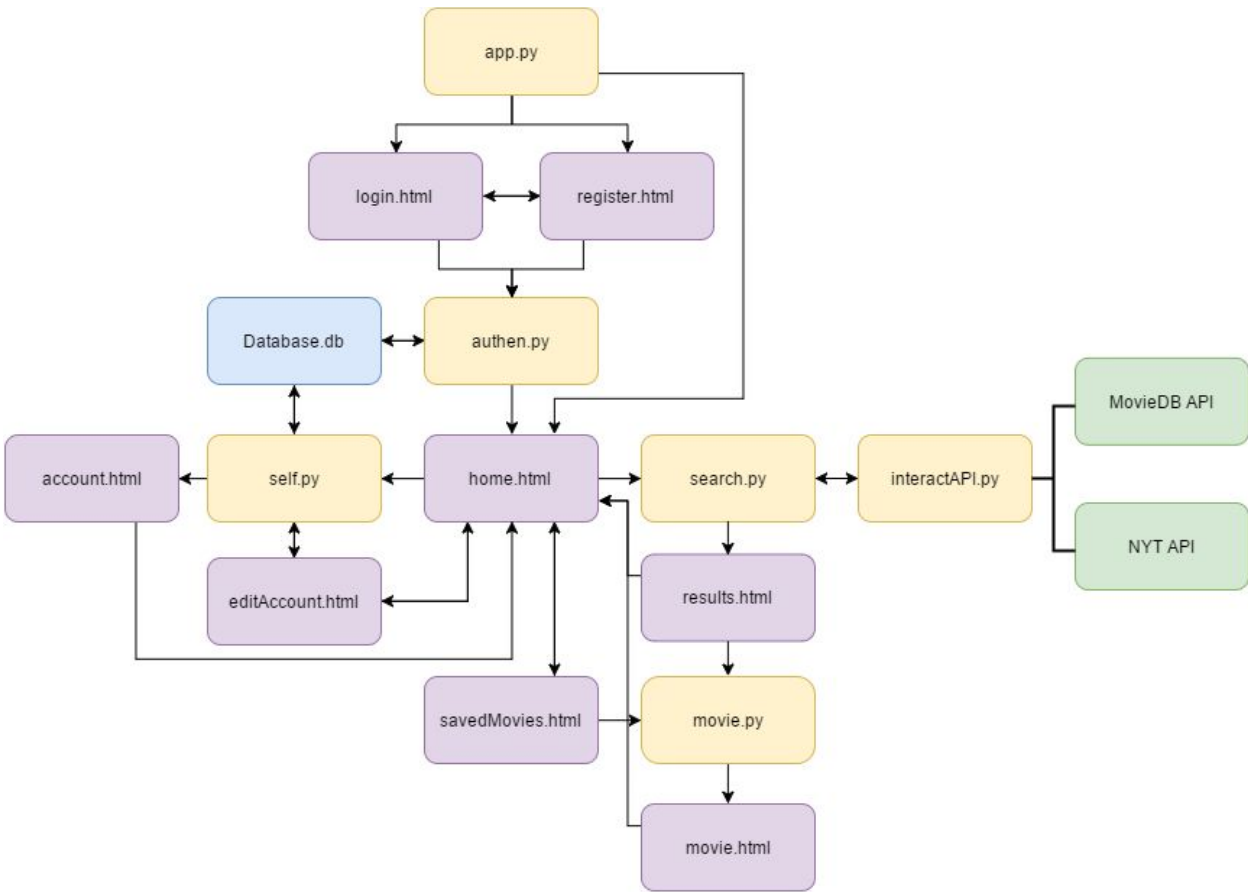 app.py
login.html
register.html
Database.db
authen.py
MovieDB API
account.html
self.py
home.html
search.py
interactAPI.py
NYT API
editAccount.html
results.html
savedMovies.html
movie.py
movie.html